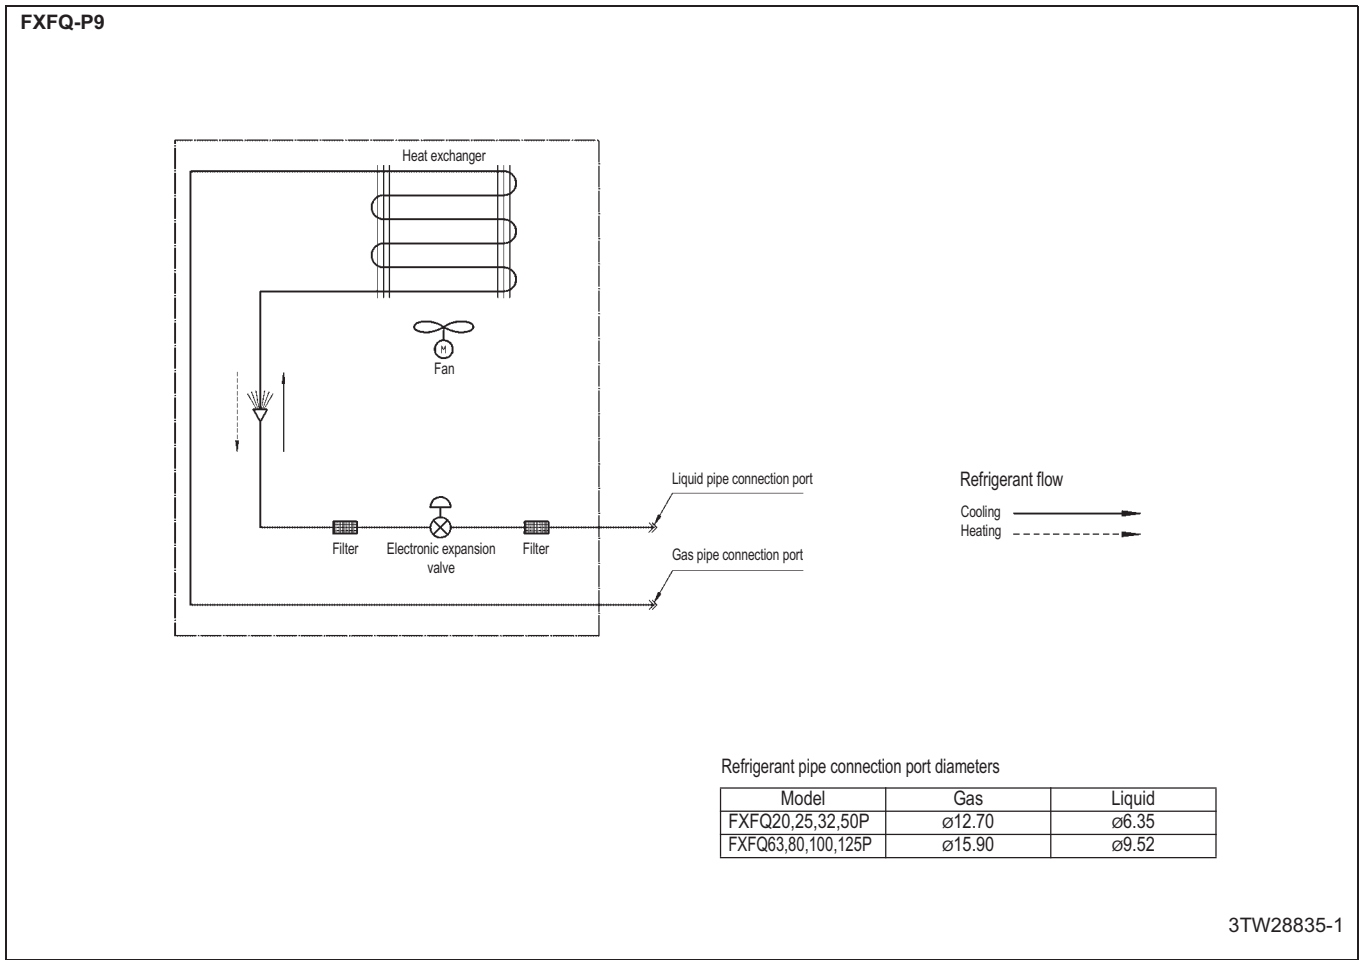 FXFQ-P9
Heat exchanger
M
Fan
Liquid pipe connection port
Refrigerant flow
Cooling
Heating
Filter
Electronic expansion
valve
Filter
Gas pipe connection port
Refrigerant pipe connection port diameters
Model Gas Liquid
FXFQ20,25,32,50P ø12.70 ø6.35
FXFQ63,80,100,125P ø15.90 ø9.52
3TW28835-1